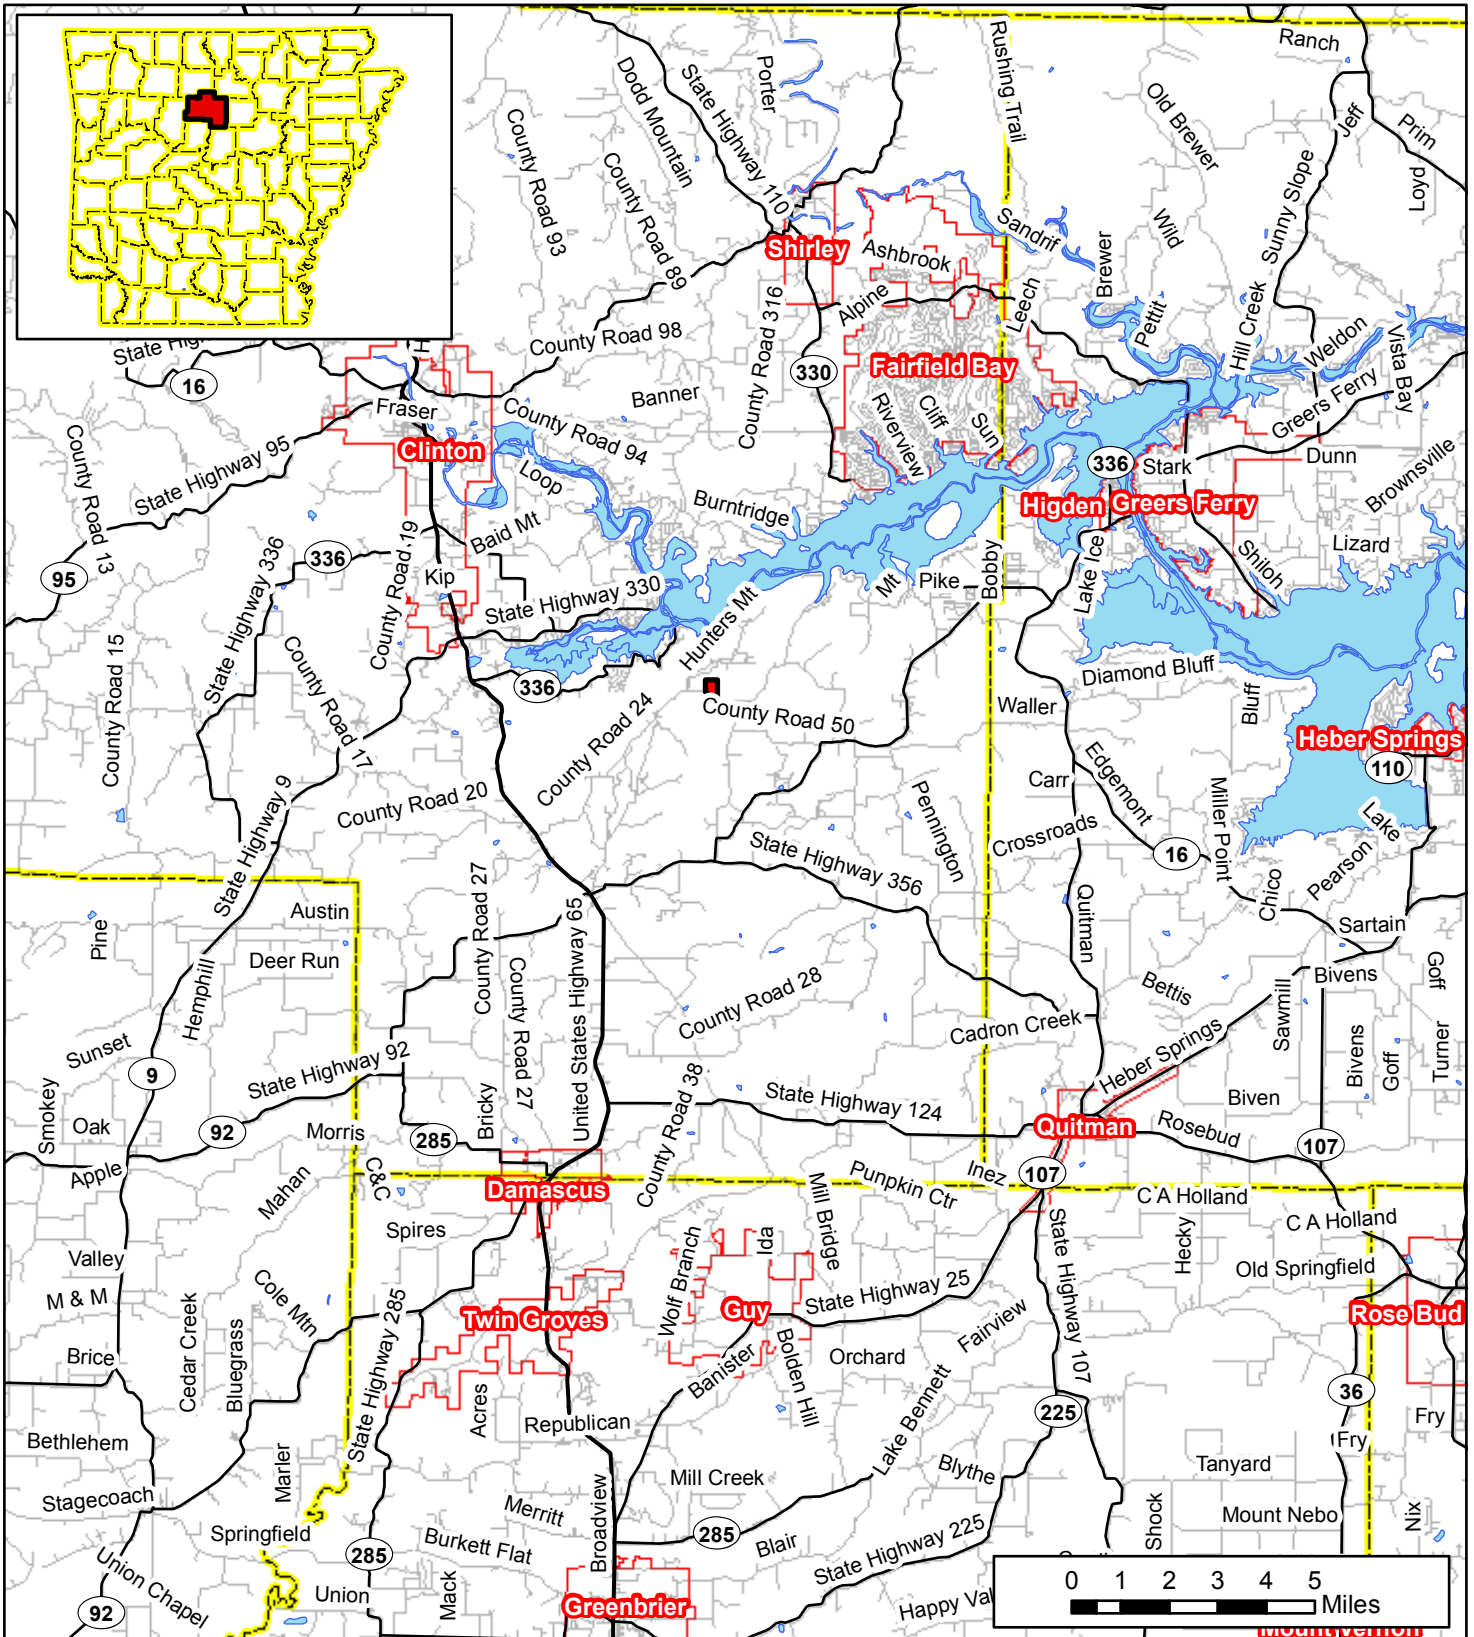 Ranch
Rushing Trail
Porter
Dodd Mountain
State Highway 110
Old Brewer
Jeff
Prim
Loyd
County Road 93
County Road 89
Sunny Slope
Shirley
Ashbrook
Sandrif
Wild
Brewer
Alpine
Leech
Pettit
Hill Creek
Weldon
Vista Bay
County Road 98
County Road 316
330
Fairfield Bay
16
Banner
Fraser
Clinton
County Road 94
Riverview
Cliff
Sun
Greers Ferry
State Highway 95
County Road 13
Loop
Burntridge
336
Stark
Dunn
Brownsville
Higden
Greers Ferry
Baid Mt
Lizard
Shiloh
95
336
State Highway 336
County Road 19
Kip
State Highway 330
Hunters Mt
Mt
Pike
Bobby
Lake Ice
County Road 15
County Road 17
336
Diamond Bluff
Bluff
County Road 24
County Road 50
Waller
Heber Springs
110
State Highway 9
County Road 20
Carr
Edgemont
Miller Point
Lake
Pennington
Crossroads
16
Pearson
State Highway 356
Chico
Quitman
Sartain
Austin
Pine
Deer Run
County Road 27
County Road 27
United States Highway 65
Hemphill
County Road 28
Bettis
Bivens
Goff
Sawmill
Cadron Creek
Heber Springs
Sunset
9
State Highway 92
Bricky
County Road 38
State Highway 124
Bivens
Goff
Turner
Biven
Smokey
Oak
92
Morris
285
Quitman
Rosebud
107
Apple
Mahan
C&C
Damascus
Mill Bridge
Punpkin Ctr
Inez
107
C A Holland
C A Holland
Spires
Valley
Wolf Branch
Ida
State Highway 107
Hecky
Old Springfield
M & M
Cole Mtn
Cedar Creek
Bluegrass
State Highway 285
Twin Groves
Guy
State Highway 25
Fairview
Rose Bud
Brice
Banister
Bolden Hill
Orchard
36
Acres
Republican
Lake Bennett
225
Fry
Fry
Bethlehem
Marler
Mill Creek
Blythe
Tanyard
Stagecoach
Merritt
Broadview
Shock
Mount Nebo
Nix
Springfield
Burkett Flat
285
285
Blair
State Highway 225
Union Chapel
Union
Mack
92
Greenbrier
0 1 2 3 4 5
Miles